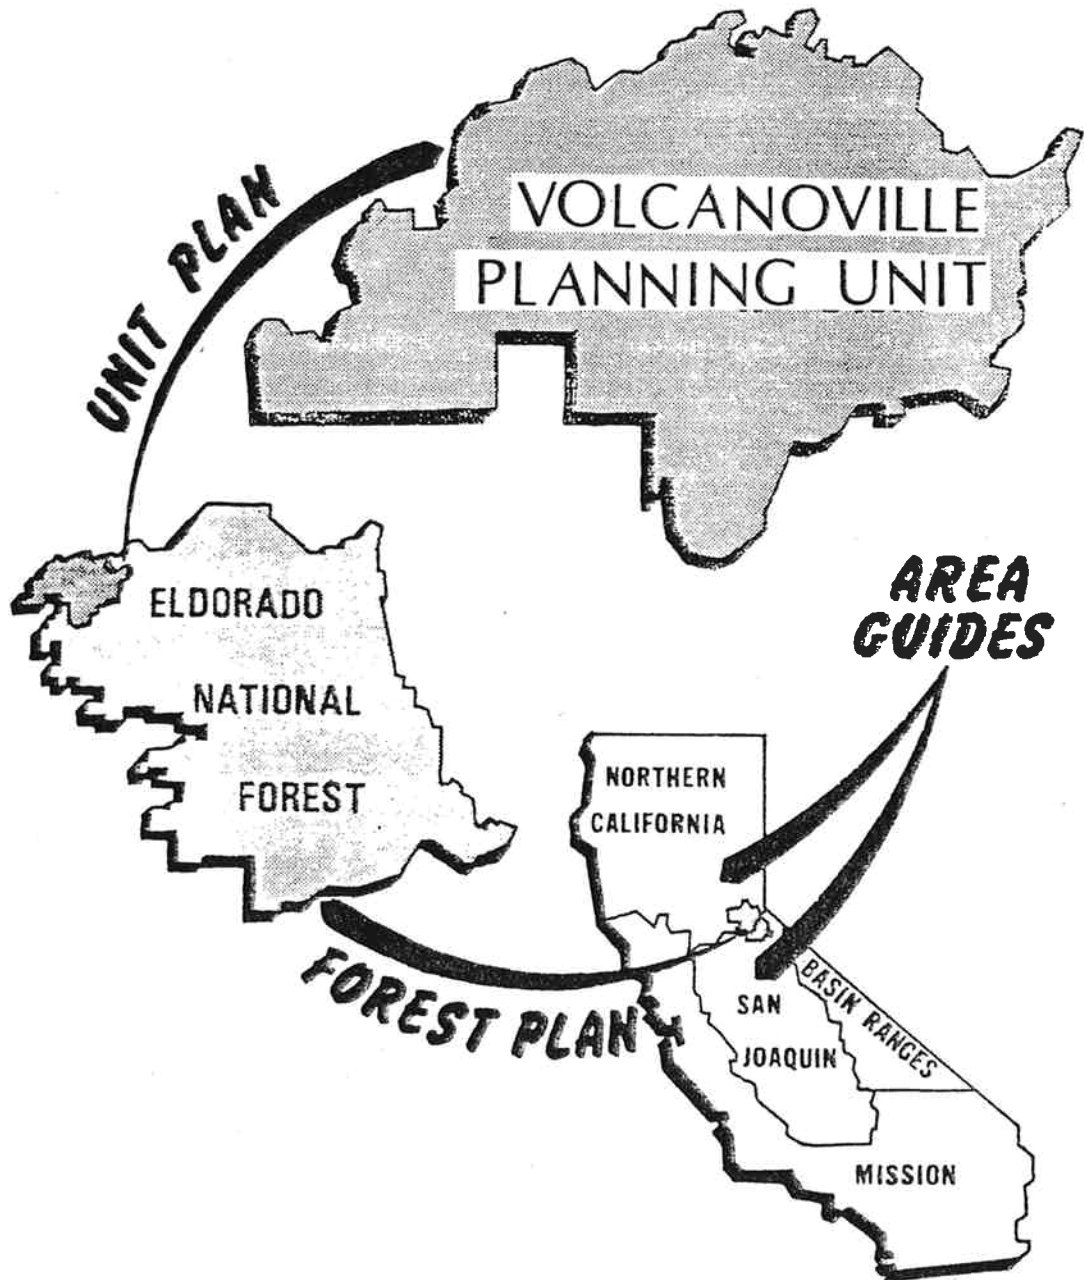 VOLCANOVILLE
PLANNING UNIT
UNIT PLAN
ELDORADO
NATIONAL
FOREST
AREA
GUIDES
NORTHERN
CALIFORNIA
FOREST PLAN
SAN
JOAQUIN
BASIN RANGES
MISSION